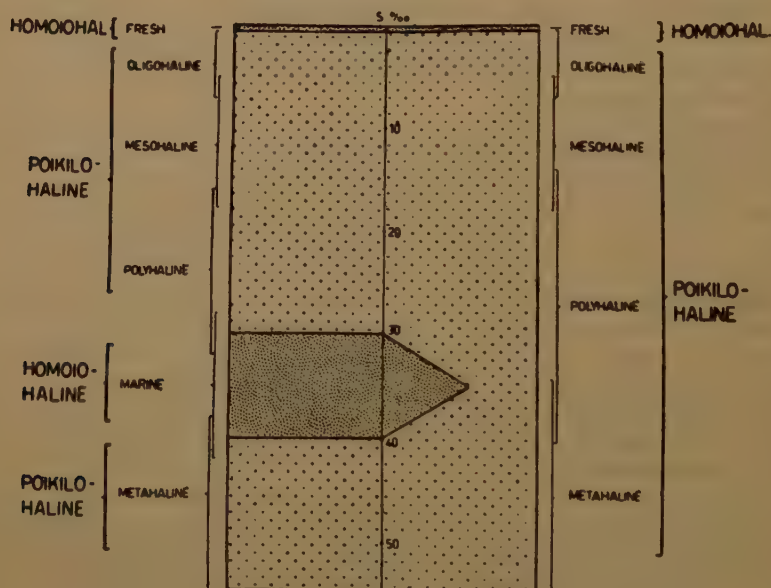 S ‰
HOMOIOHAL { FRESH
FRESH } HOMOIOHAL
OLIGOHALINE
OLIGOHALINE
10
MESOHALINE
MESOHALINE
POIKILO-
HALINE
20
POLYHALINE
POLYHALINE
POIKILO-
HALINE
30
HOMOIO-
HALINE
MARINE
40
POIKILO-
HALINE
METAHALINE
METAHALINE
50